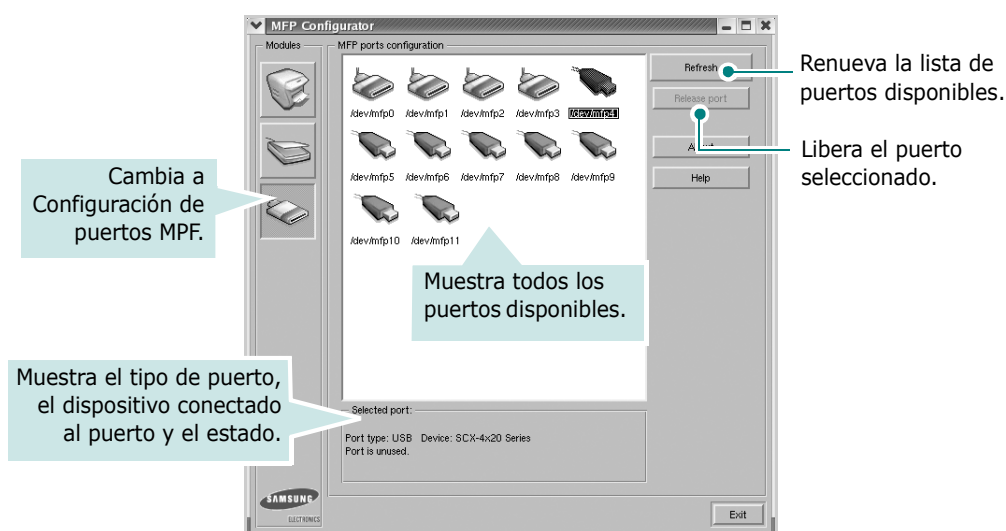 MFP Configurator
Modules
MFP ports configuration
/dev/mfp0 /dev/mfp1 /dev/mfp2 /dev/mfp3 /dev/mfp4
/dev/mfp5 /dev/mfp6 /dev/mfp7 /dev/mfp8 /dev/mfp9
/dev/mfp10 /dev/mfp11
Refresh
Release port
Help
Renueva la lista de
puertos disponibles.
Libera el puerto
seleccionado.
Cambia a
Configuración de
puertos MPF.
Muestra todos los
puertos disponibles.
Muestra el tipo de puerto,
el dispositivo conectado
al puerto y el estado.
Selected port:
Port type: USB Device: SCX-4x20 Series
Port is unused.
SAMSUNG
ELECTRONICS
Exit